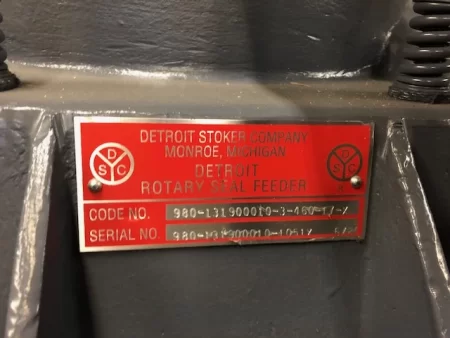 DETROIT STOKER COMPANY
MONROE, MICHIGAN
DETROIT
ROTARY SEAL FEEDER
D
S C
D
S C
CODE NO.
SERIAL NO.